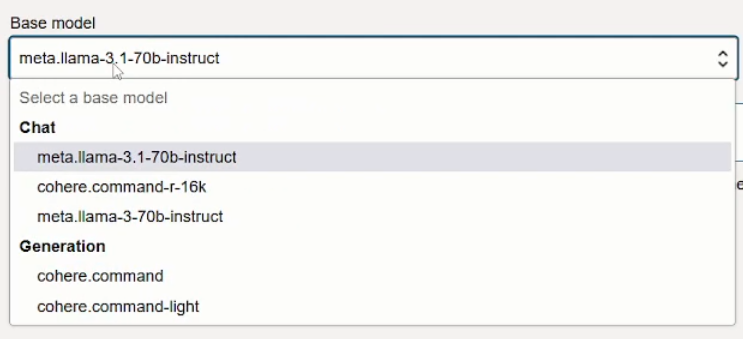 Base model
meta.llama-3.1-70b-instruct
Select a base model
Chat
meta.llama-3.1-70b-instruct
cohere.command-r-16k
meta.llama-3-70b-instruct
Generation
cohere.command
cohere.command-light